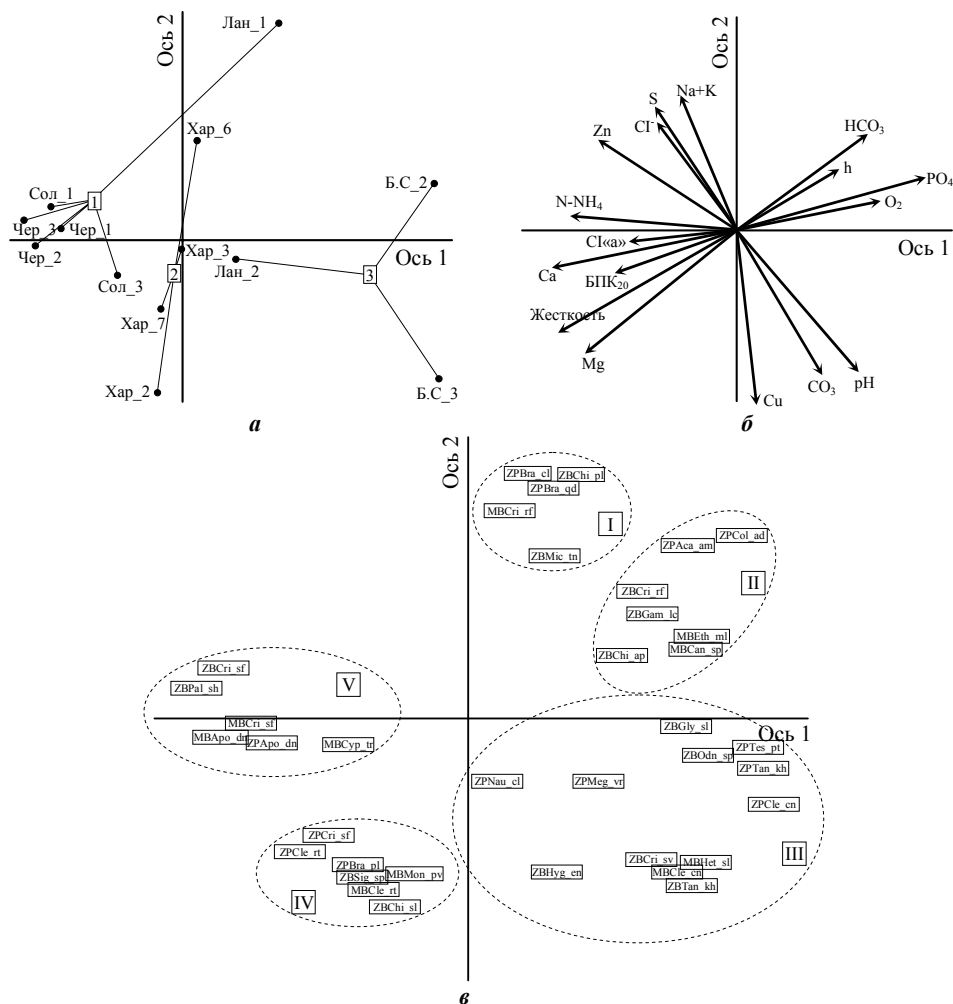 Ось 2
Лан_1
Хар_6
Б.С_2
Сол_1
1
Чер_3
Чер_1
Чер_2
Хар_3
Ось 1
Лан_2
2
3
Сол_3
Хар_7
Хар_2
Б.С_3
а
Ось 2
Na+K
S
Cl-
Zn
HCO3
h
PO4
O2
N-NH4
Cl«a»
Ось 1
Ca
БПК20
Жесткость
Mg
CO3
pH
Cu
б
Ось 2
ZPBra_cl
ZBChi_pl
ZPBra_qd
MBCri_rf
I
ZBMic_tn
ZPCol_ad
ZPAca_am
II
ZBCri_rf
ZBGam_lc
MBEth_ml
MBCan_sp
ZBChi_ap
ZBCri_sf
V
ZBPal_sh
MBCri_sf
MBApo_dn
ZPApo_dn
MBCyp_tr
ZBGly_sl
Ось 1
ZPTes_pt
ZBOdn_sp
ZPTan_kh
ZPNau_cl
ZPMeg_vr
ZPCle_cn
ZPCri_sf
ZPCle_rt
ZPBra_pl
MBMon_pv
ZBSig_sp
MBCle_rt
IV
ZBChi_sl
ZBCri_sv
MBHet_sl
III
ZBHyg_en
MBCle_cn
ZBTan_kh
в